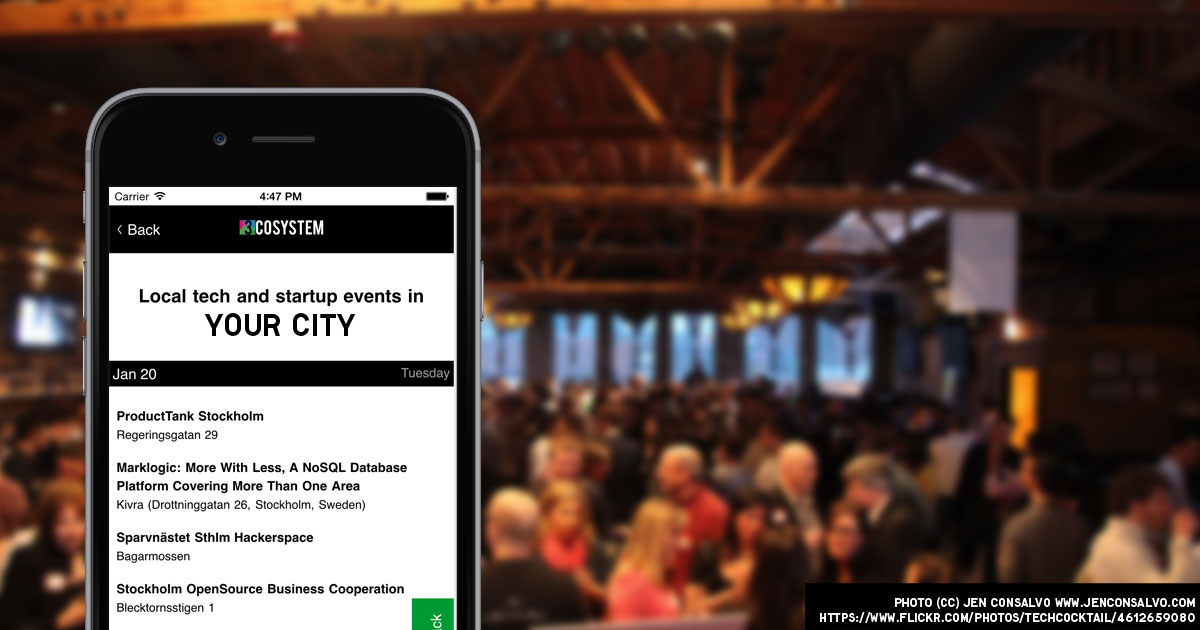 Carrier 4:47 PM
Back 3COSYSTEM
Local tech and startup events in
YOUR CITY
Jan 20 Tuesday
ProductTank Stockholm
Regeringsgatan 29
Marklogic: More With Less, A NoSQL Database
Platform Covering More Than One Area
Kivra (Drottninggatan 26, Stockholm, Sweden)
Sparvnästet Sthlm Hackerspace
Bagarmossen
Stockholm OpenSource Business Cooperation
Blecktornsstigen 1
PHOTO (CC) JEN CONSALVO WWW.JENCONSALVO.COM
HTTPS://WWW.FLICKR.COM/PHOTOS/TECHCOCKTAIL/4612659080